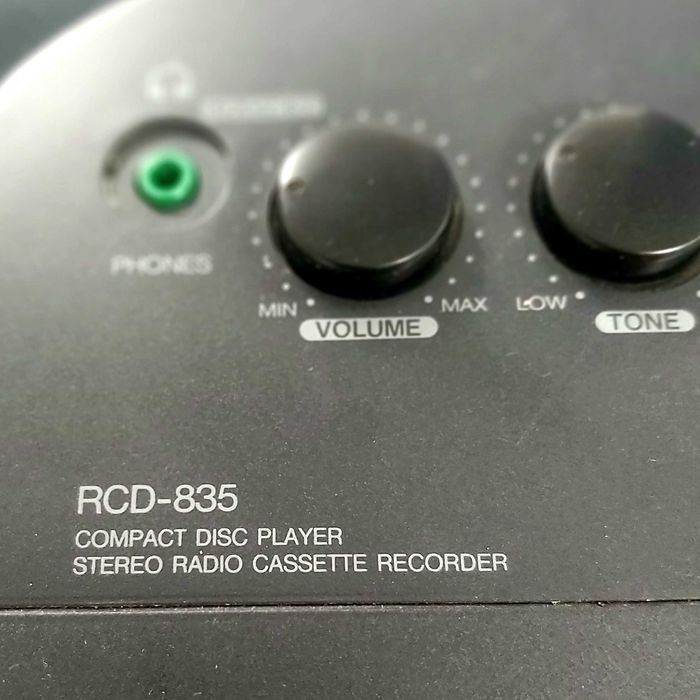 PHONES
MIN
MAX
LOW
VOLUME
TONE
RCD-835
COMPACT DISC PLAYER
STEREO RADIO CASSETTE RECORDER